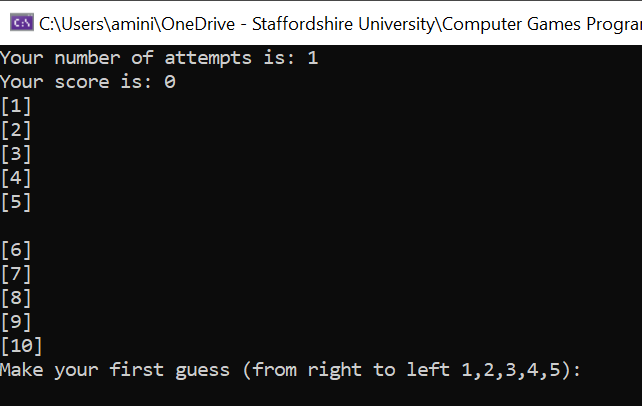 C:\Users\amini\OneDrive - Staffordshire University\Computer Games
Your number of attempts is: 1
Your score is: 0
[1]
[2]
[3]
[4]
[5]
[6]
[7]
[8]
[9]
[10]
Make your first guess (from right to left 1,2,3,4,5):